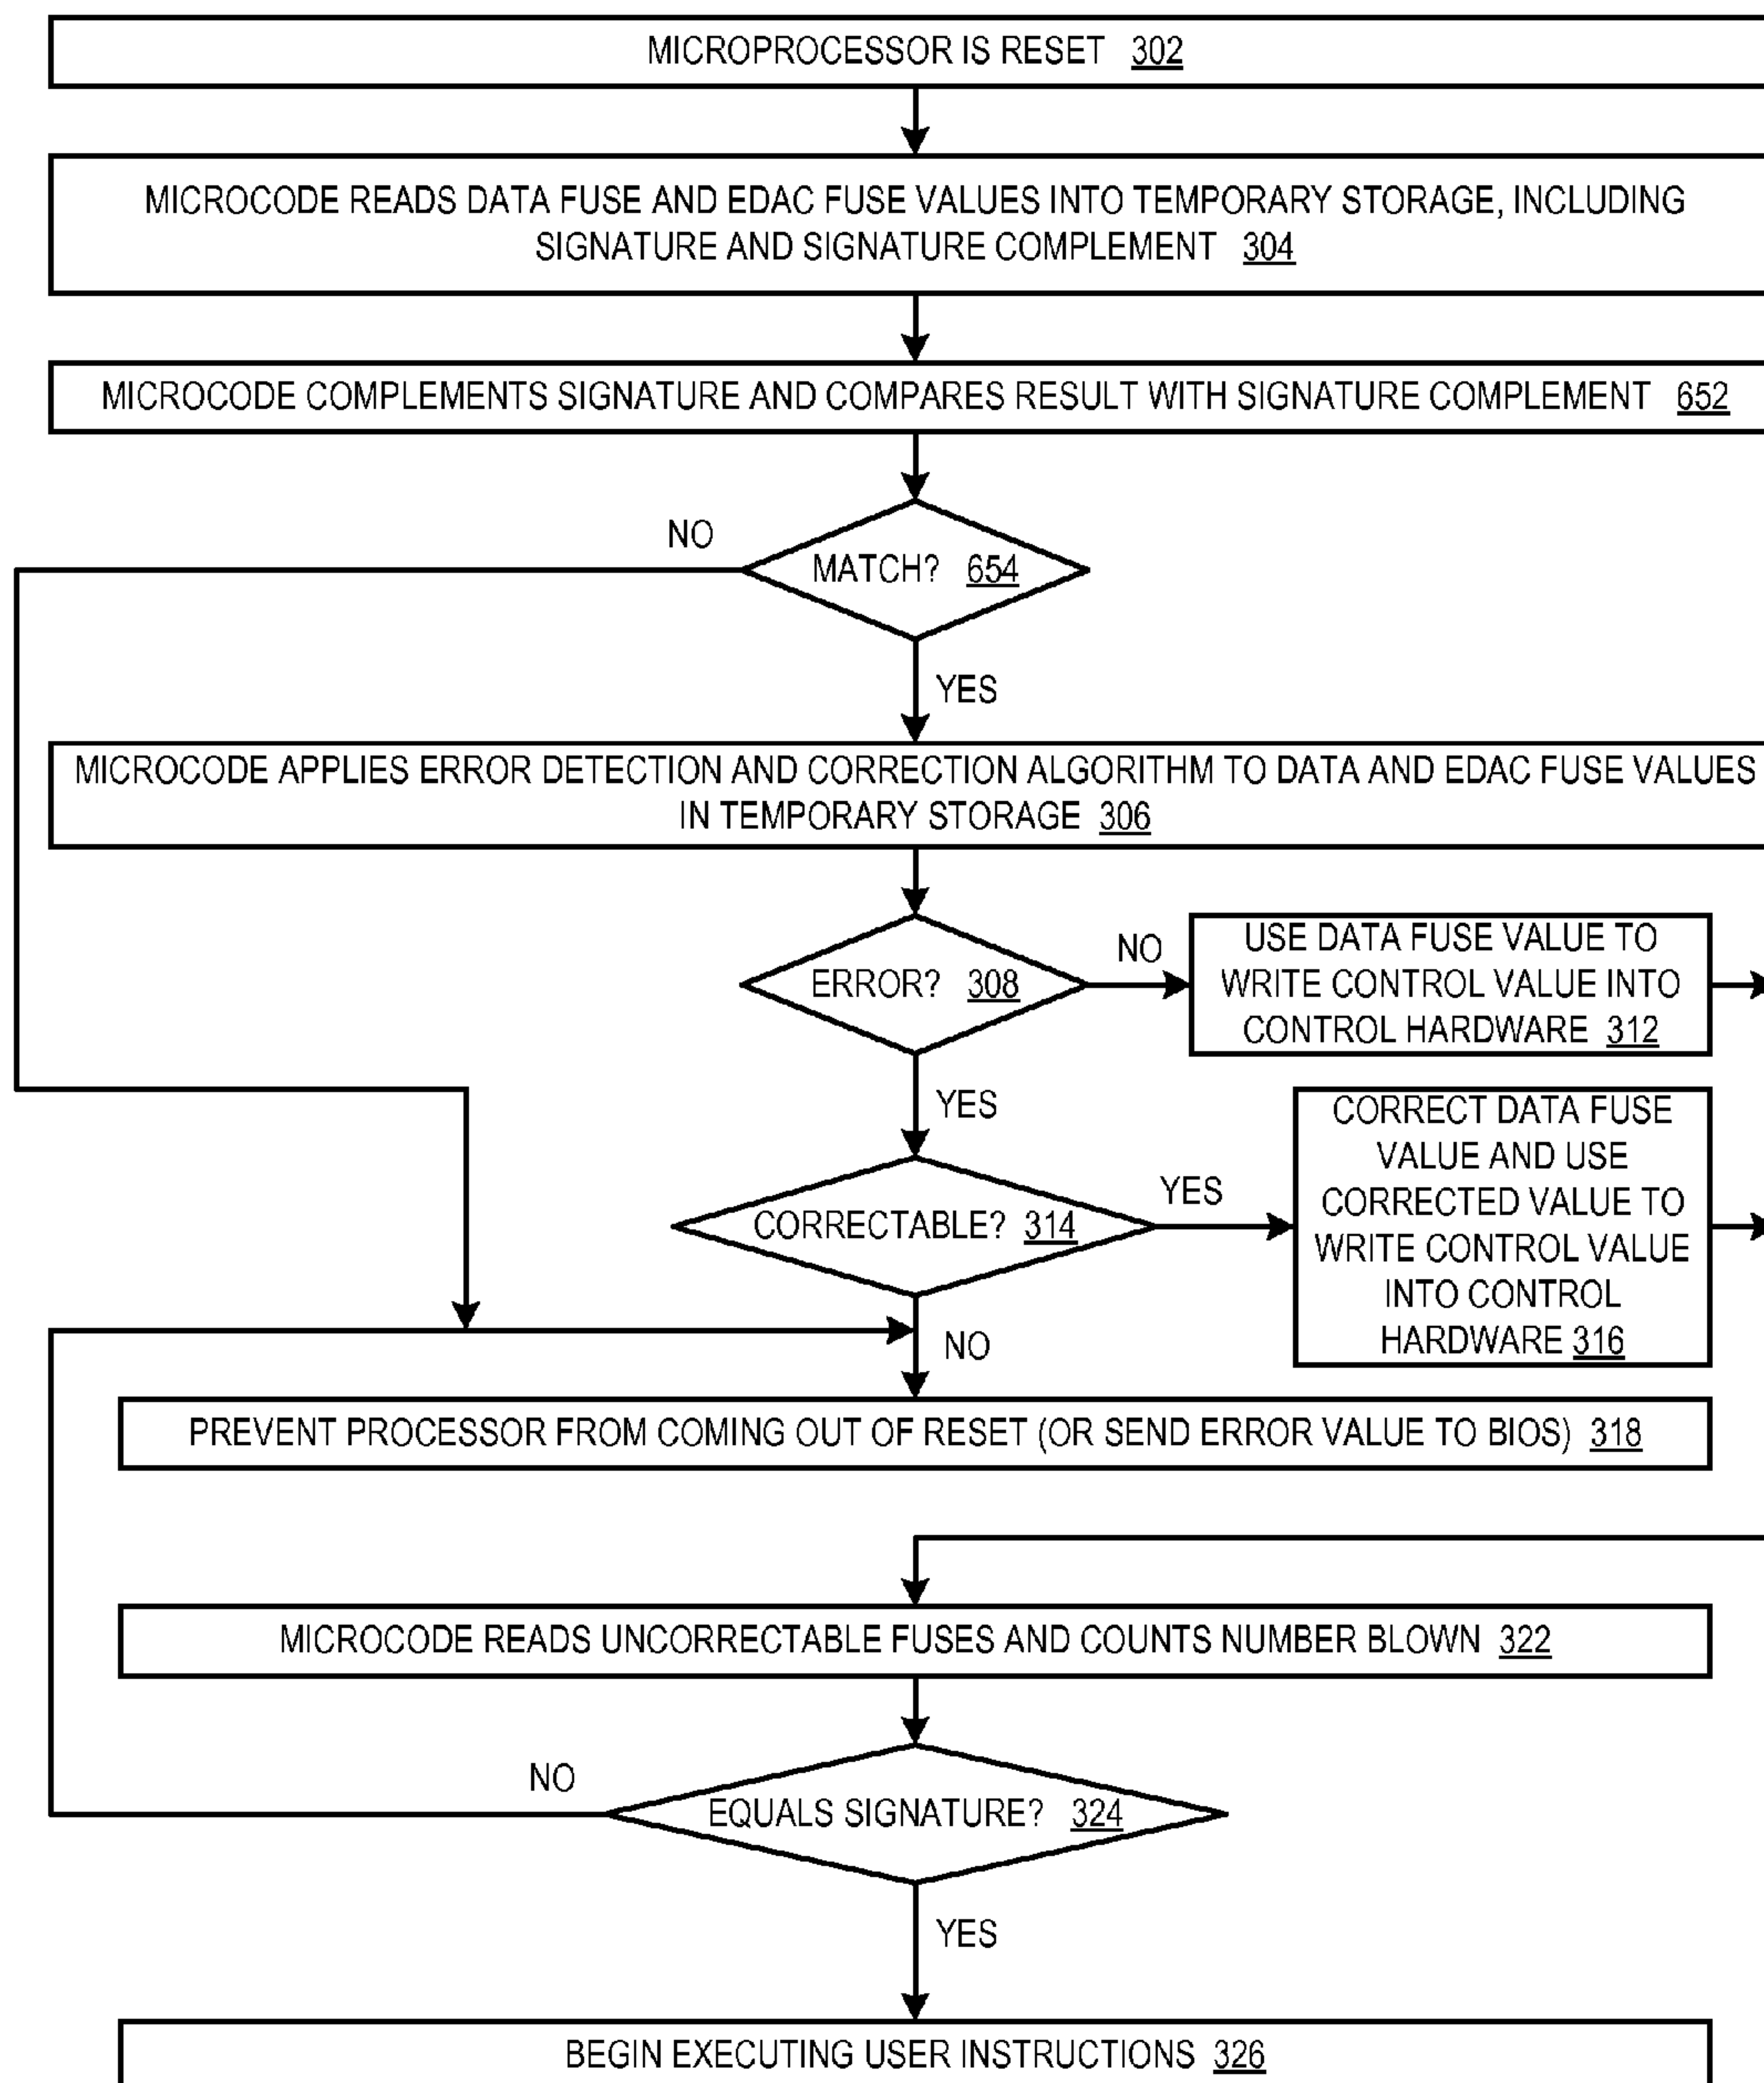 MICROPROCESSOR IS RESET 302
MICROCODE READS DATA FUSE AND EDAC FUSE VALUES INTO TEMPORARY STORAGE, INCLUDING
SIGNATURE AND SIGNATURE COMPLEMENT 304
MICROCODE COMPLEMENTS SIGNATURE AND COMPARES RESULT WITH SIGNATURE COMPLEMENT 652
NO
MATCH? 654
YES
MICROCODE APPLIES ERROR DETECTION AND CORRECTION ALGORITHM TO DATA AND EDAC FUSE VALUES
IN TEMPORARY STORAGE 306
ERROR? 308
NO
USE DATA FUSE VALUE TO
WRITE CONTROL VALUE INTO
CONTROL HARDWARE 312
YES
CORRECTABLE? 314
YES
CORRECT DATA FUSE
VALUE AND USE
CORRECTED VALUE TO
WRITE CONTROL VALUE
INTO CONTROL
HARDWARE 316
NO
PREVENT PROCESSOR FROM COMING OUT OF RESET (OR SEND ERROR VALUE TO BIOS) 318
MICROCODE READS UNCORRECTABLE FUSES AND COUNTS NUMBER BLOWN 322
NO
EQUALS SIGNATURE? 324
YES
BEGIN EXECUTING USER INSTRUCTIONS 326